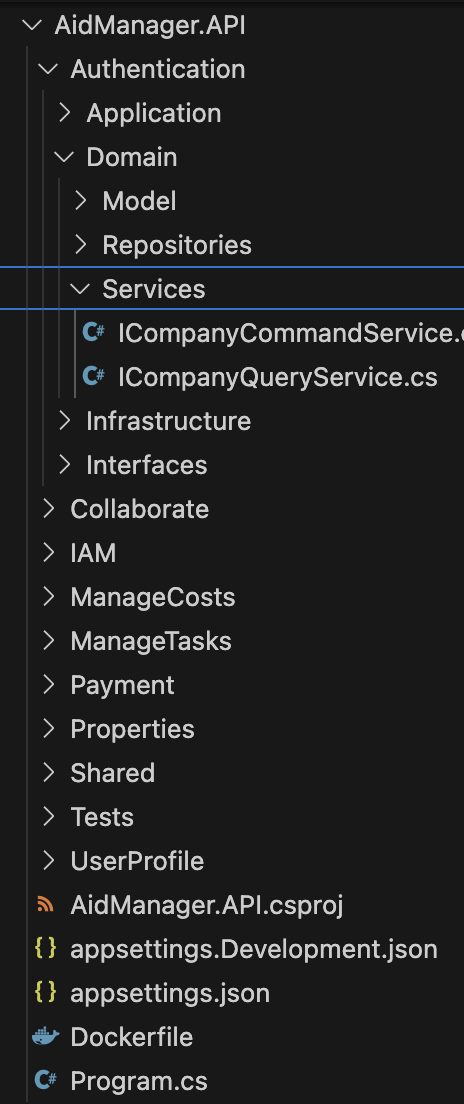 AidManager.API
Authentication
Application
Domain
Model
Repositories
Services
C# ICompanyCommandService.
C# ICompanyQueryService.cs
Infrastructure
Interfaces
Collaborate
IAM
ManageCosts
ManageTasks
Payment
Properties
Shared
Tests
UserProfile
AidManager.API.csproj
{} appsettings.Development.json
{} appsettings.json
Dockerfile
C# Program.cs